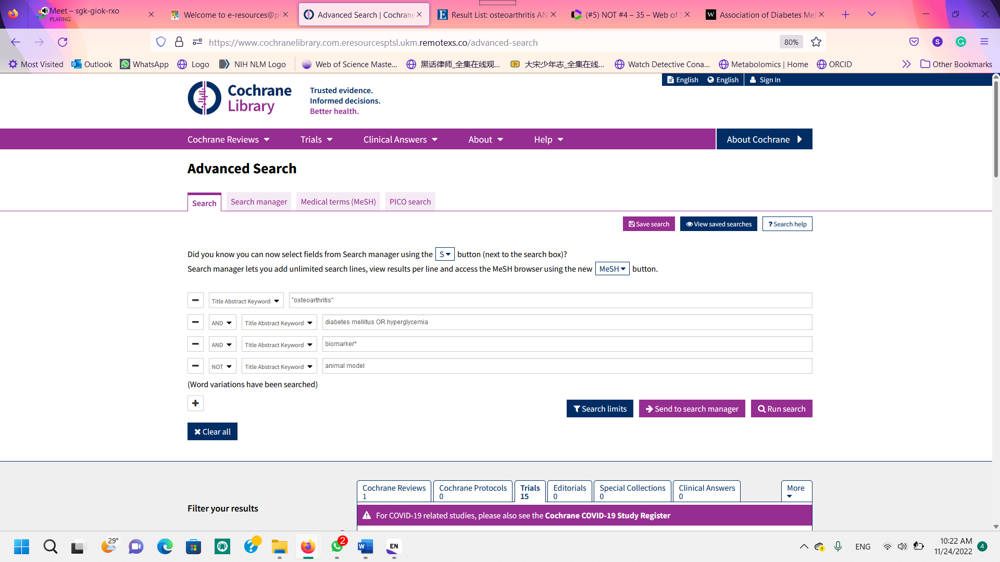 Meet – sgk-giok-rxo
PLAYING
Welcome to e-resources@pt
Advanced Search | Cochrane
Result List: osteoarthritis AN
(#5) NOT #4 – 35 – Web of S
Association of Diabetes Mel
https://www.cochranelibrary.com.eresourcesptsl.ukm.remotexs.co/advanced-search
80%
S
G
Most Visited
Outlook
WhatsApp
Logo
NIH NLM Logo
Web of Science Maste...
黑话律师_全集在线观...
大宋少年志_全集在线...
Watch Detective Cona...
Metabolomics | Home
ORCID
Other Bookmarks
English
English
Sign In
Cochrane
Library
Trusted evidence.
Informed decisions.
Better health.
Cochrane Reviews
Trials
Clinical Answers
About
Help
About Cochrane
Advanced Search
Search
Search manager
Medical terms (MeSH)
PICO search
Save search
View saved searches
? Search help
Did you know you can now select fields from Search manager using the S button (next to the search box)?
Search manager lets you add unlimited search lines, view results per line and access the MeSH browser using the new MeSH button.
Title Abstract Keyword "osteoarthritis"
AND Title Abstract Keyword diabetes mellitus OR hyperglycemia
AND Title Abstract Keyword biomarker*
NOT Title Abstract Keyword animal model
(Word variations have been searched)
Search limits
Send to search manager
Run search
Clear all
Filter your results
Cochrane Reviews
1
Cochrane Protocols
0
Trials
15
Editorials
0
Special Collections
0
Clinical Answers
0
More
For COVID-19 related studies, please also see the Cochrane COVID-19 Study Register
29°
2
EN
ENG
10:22 AM
11/24/2022
4